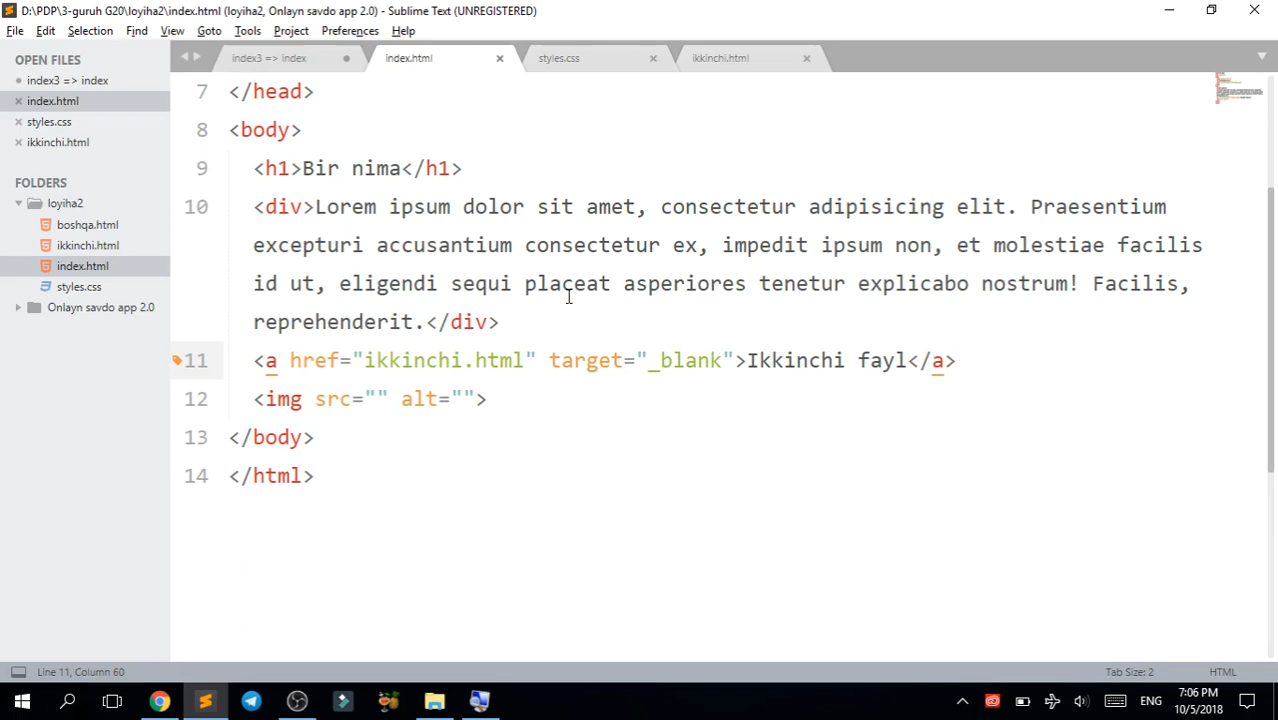 D:\PDP\3-guruh G20\loyiha2\index.html (loyiha2, Onlayn savdo app 2.0) - Sublime Text (UNREGISTERED)
File Edit Selection Find View Goto Tools Project Preferences Help
OPEN FILES
index3 => index
index.html
styles.css
ikkinchi.html
FOLDERS
loyiha2
boshqa.html
ikkinchi.html
index.html
styles.css
Onlayn savdo app 2.0
index3 => index index.html styles.css ikkinchi.html
7 </head>
8 <body>
9 <h1>Bir nima</h1>
10 <div>Lorem ipsum dolor sit amet, consectetur adipisicing elit. Praesentium
excepturi accusantium consectetur ex, impedit ipsum non, et molestiae facilis
id ut, eligendi sequi placeat asperiores tenetur explicabo nostrum! Facilis,
reprehenderit.</div>
11 <a href="ikkinchi.html" target="_blank">Ikkinchi fayl</a>
12 <img src="" alt="">
13 </body>
14 </html>
Line 11, Column 60 Tab Size: 2 HTML
ENG
7:06 PM
10/5/2018